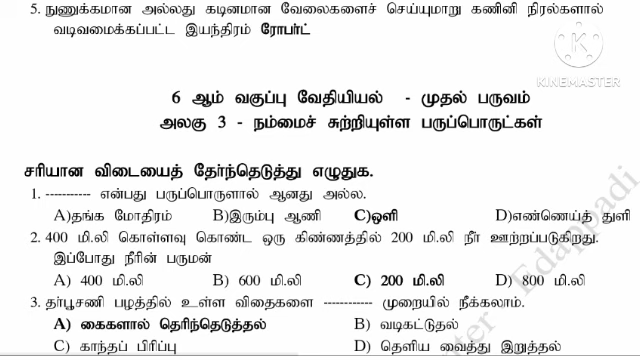 5. நுணுக்கமான அல்லது கடினமான வேலைகளைச் செய்யுமாறு கணினி நிரல்களால்
வடிவமைக்கப்பட்ட இயந்திரம் ரோபாட்
KINEMASTER
6 ஆம் வகுப்பு வேதியியல் - முதல் பருவம்
அலகு 3 - நம்மைச் சுற்றியுள்ள பருப்பொருட்கள்
சரியான விடையைத் தேர்ந்தெடுத்து எழுதுக.
1. ----------- என்பது பருப்பொருளால் ஆனது அல்ல.
A)தங்க மோதிரம் B)இரும்பு ஆணி C)ஒளி D)எண்ணெய்த் துளி
2. 400 மி.லி கொள்ளவு கொண்ட ஒரு கிண்ணத்தில் 200 மி.லி நீர் ஊற்றப்படுகிறது.
இப்போது நீரின் பருமன்
A) 400 மி.லி B) 600 மி.லி C) 200 மி.லி D) 800 மி.லி
3. தர்பூசணி பழத்தில் உள்ள விதைகளை ------------ முறையில் நீக்கலாம்.
A) கைகளால் தெரிந்தெடுத்தல் B) வடிகட்டுதல்
C) காந்தப் பிரிப்பு D) தெளிய வைத்து இறுத்தல்
Edappadi